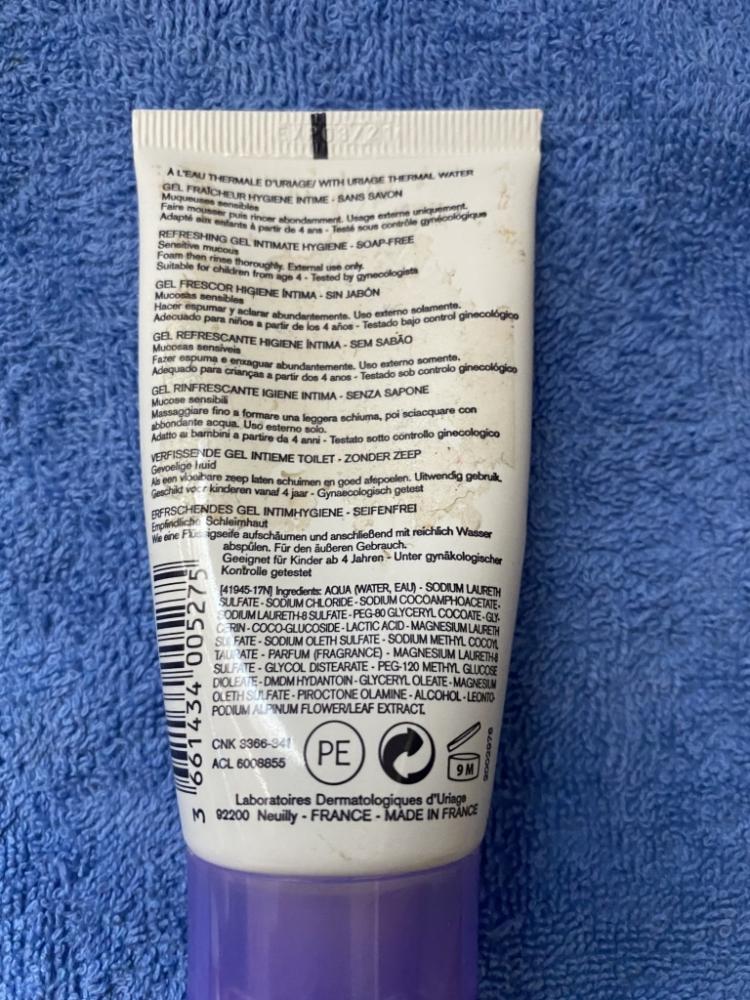 A L'EAU THERMALE D'URIAGE/ WITH URIAGE THERMAL WATER
GEL FRAÎCHEUR HYGIENE INTIME - SANS SAVON
Muqueuses sensibles
Faire mousser puis rincer abondamment. Usage externe uniquement.
Adapté aux enfants à partir de 4 ans - Testé sous contrôle gynécologique
REFRESHING GEL INTIMATE HYGIENE - SOAP-FREE
Sensitive mucous
Foam then rinse thoroughly. External use only.
Suitable for children from age 4 - Tested by gynecologists
GEL FRESCOR HIGIENE ÍNTIMA - SIN JABÓN
Mucosas sensibles
Hacer espumar y aclarar abundantemente. Uso externo solamente.
Adecuado para niños a partir de los 4 años - Testado bajo control ginecológico
GEL REFRESCANTE HIGIENE ÍNTIMA - SEM SABÃO
Mucosas sensíveis
Fazer espuma e enxaguar abundantemente. Uso externo somente.
Adequado para crianças a partir dos 4 anos - Testado sob controlo ginecológico
GEL RINFRESCANTE IGIENE INTIMA - SENZA SAPONE
Mucose sensibili
Massaggiare fino a formare una leggera schiuma, poi sciacquare con
abbondante acqua. Uso esterno solo.
Adatto ai bambini a partire da 4 anni - Testato sotto controllo ginecologico
VERFISSENDE GEL INTIEME TOILET - ZONDER ZEEP
Gevoelige huid
Als een vloeibare zeep laten schuimen en goed afspoelen. Uitwendig gebruik.
Geschikt voor kinderen vanaf 4 jaar - Gynaecologisch getest
ERFRSCHENDES GEL INTIMHYGIENE - SEIFENFREI
Empfindliche Schleimhaut
Wie eine Flüssigseife aufschäumen und anschließend mit reichlich Wasser
abspülen. Für den äußeren Gebrauch.
Geeignet für Kinder ab 4 Jahren - Unter gynäkologischer
Kontrolle getestet
[41945-17N] Ingredients: AQUA (WATER, EAU) - SODIUM LAURETH
SULFATE - SODIUM CHLORIDE - SODIUM COCOAMPHOACETATE -
SODIUM LAURETH-8 SULFATE - PEG-80 GLYCERYL COCOATE - GLY-
CERIN - COCO-GLUCOSIDE - LACTIC ACID - MAGNESIUM LAURETH
SULFATE - SODIUM OLETH SULFATE - SODIUM METHYL COCOYL
TAURATE - PARFUM (FRAGRANCE) - MAGNESIUM LAURETH-8
SULFATE - GLYCOL DISTEARATE - PEG-120 METHYL GLUCOSE
DIOLEATE - DMDM HYDANTOIN - GLYCERYL OLEATE - MAGNESIUM
OLETH SULFATE - PIROCTONE OLAMINE - ALCOHOL - LEONTO-
PODIUM ALPINUM FLOWER/LEAF EXTRACT.
3 661434 005275
CNK 3366-341
ACL 6008855
PE
9 M
Laboratoires Dermatologiques d'Uriage
92200 Neuilly - FRANCE - MADE IN FRANCE